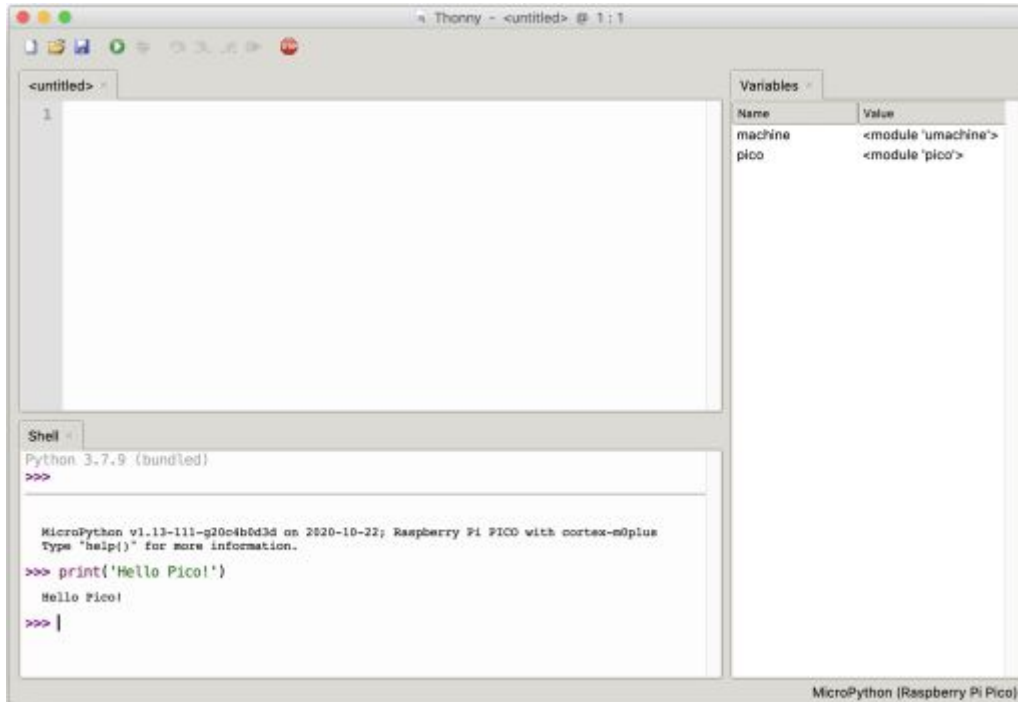 Thonny - <untitled> @ 1:1
<untitled>
1
Variables
Name Value
machine <module 'umachine'>
pico <module 'pico'>
Shell
Python 3.7.9 (bundled)
>>>
MicroPython v1.13-111-g20c4b0d3d on 2020-10-22; Raspberry Pi PICO with cortex-m0plus
Type "help()" for more information.
>>> print('Hello Pico!')
Hello Pico!
>>>
MicroPython (Raspberry Pi Pico)